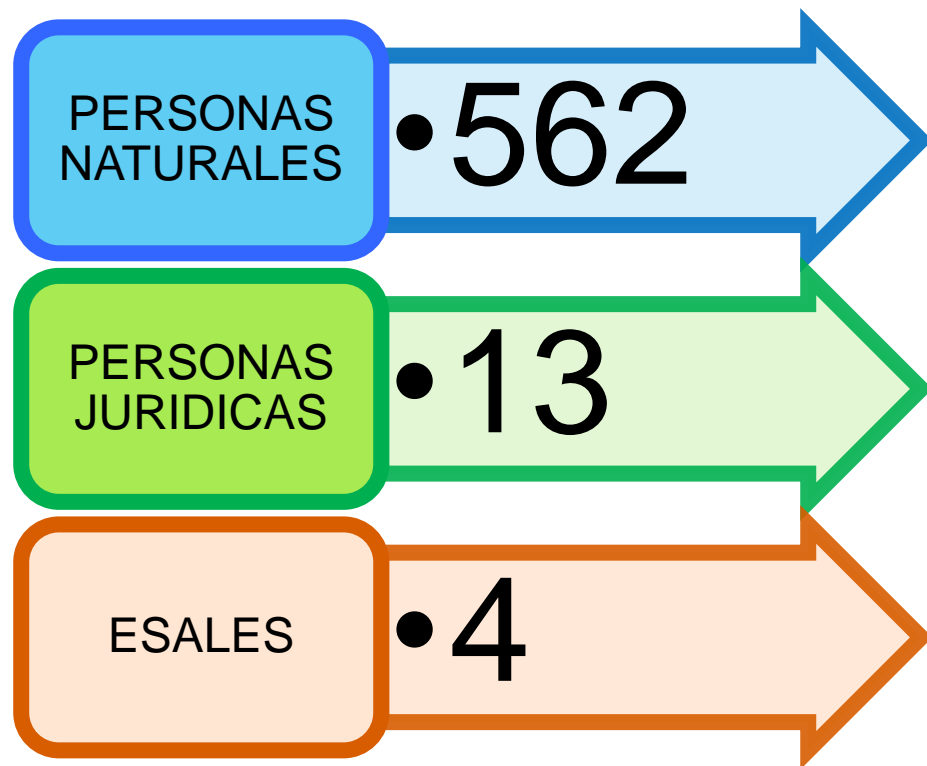 PERSONAS
NATURALES
•562
PERSONAS
JURIDICAS
•13
ESALES
•4